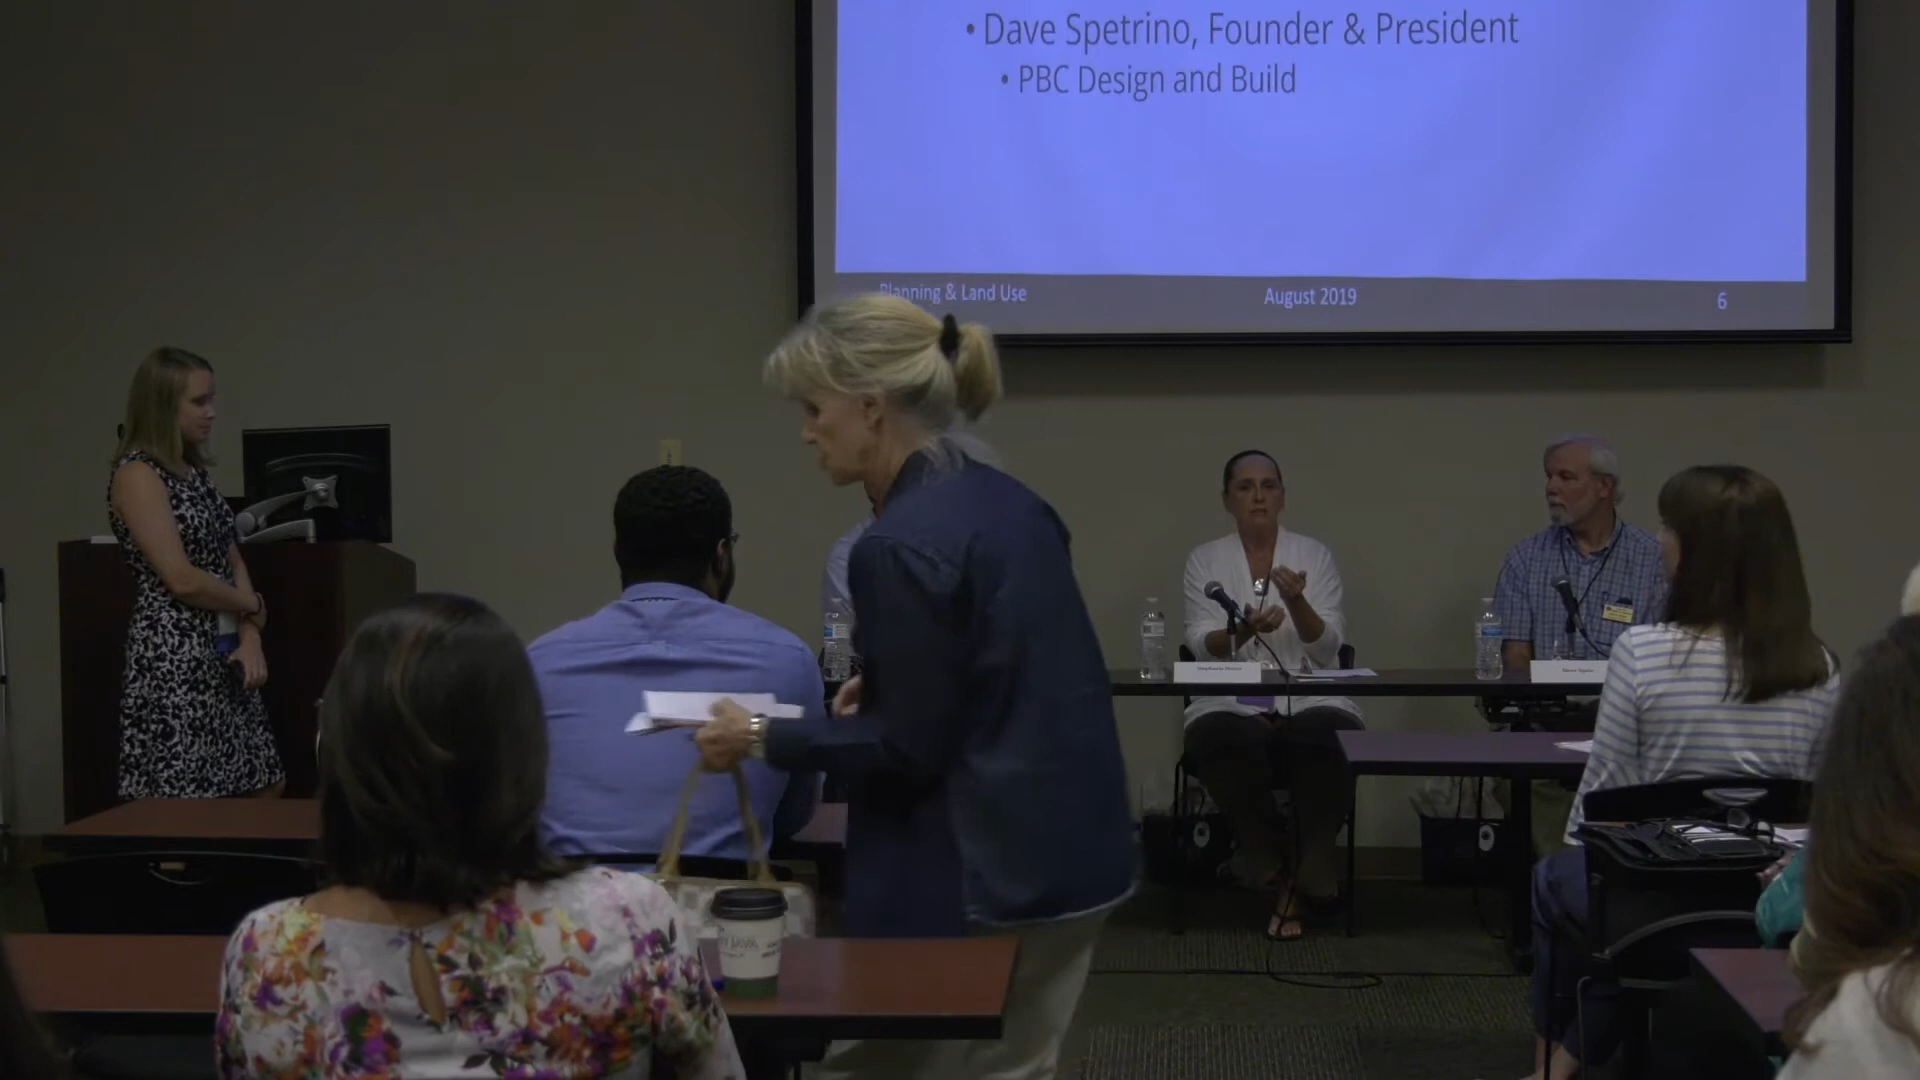 • Dave Spetrino, Founder & President
• PBC Design and Build
Planning & Land Use
August 2019
6